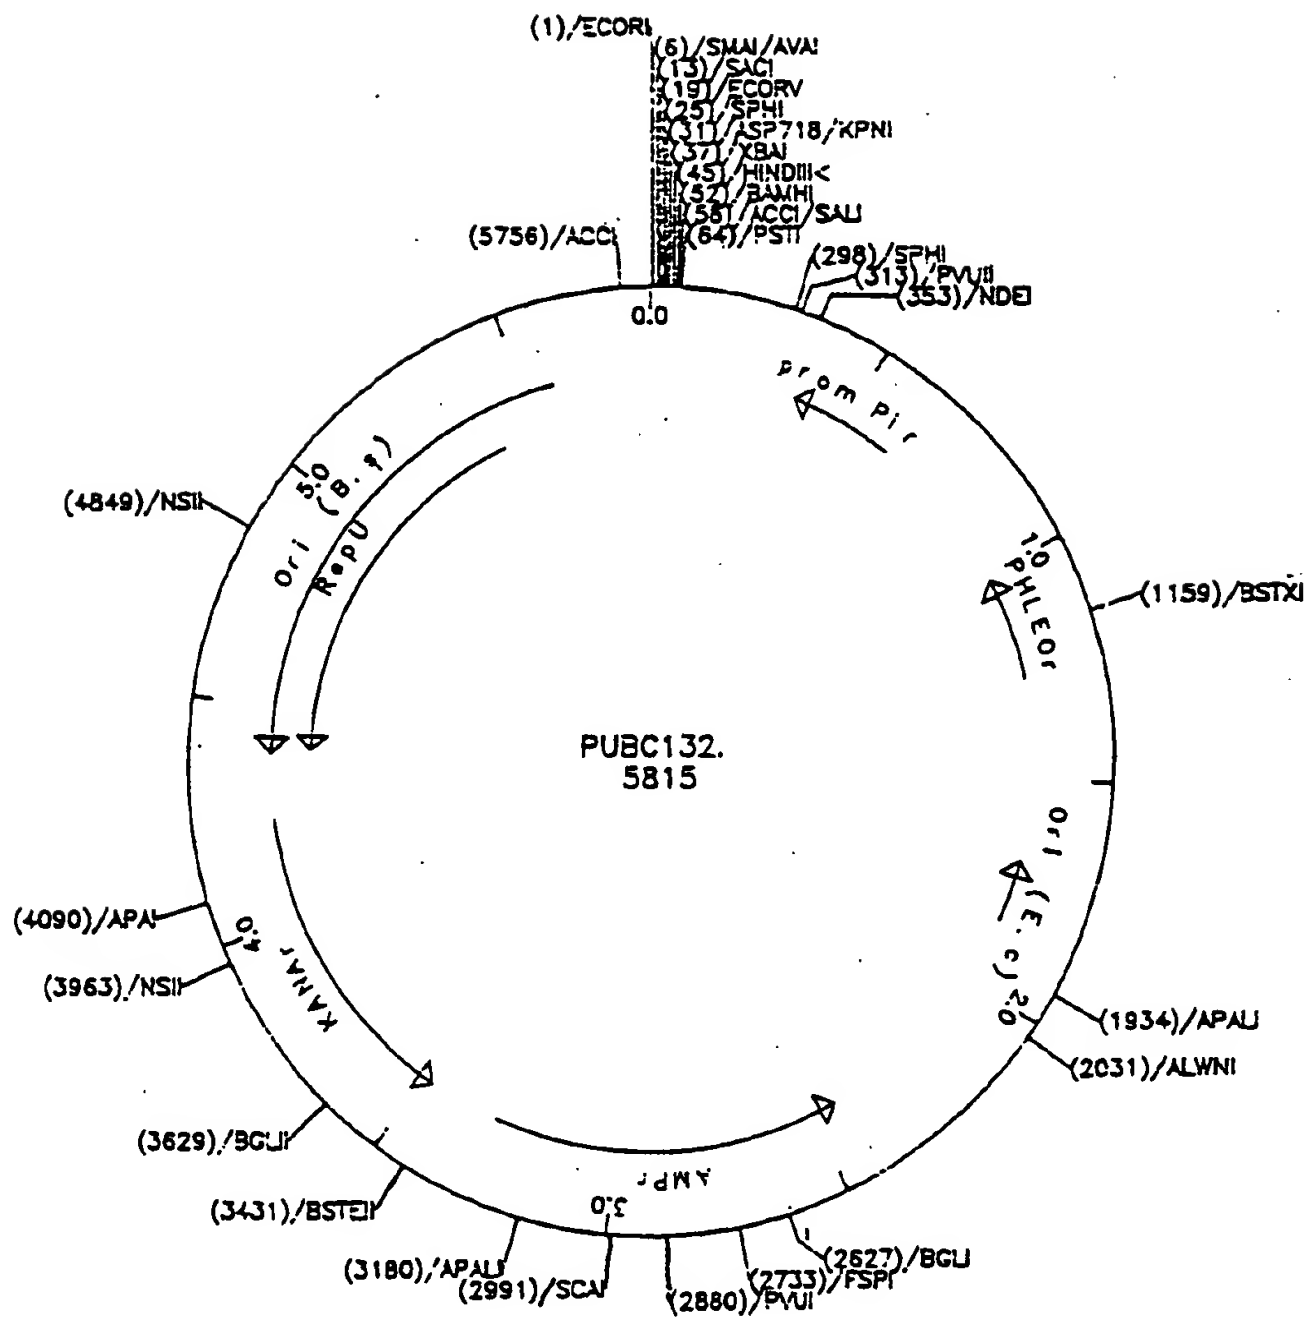 (1)/ECORI
(6)/SMAI/AVAI
(13)/SACI
(19)/ECORV
(25)/SPHI
(31)/ASP718/KPNI
(37)/XBAI
(45)/HINDIII<
(52)/BAMHI
(58)/ACCI/SALI
(64)/PSTI
(5756)/ACCI
(298)/SPHI
(313)/PVUII
(353)/NDEI
0.0
prom Pir
5.0
Ori (B. t)
RepU
(4849)/NSII
1.0
PHLEOr
(1159)/BSTXI
PUBC132.
5815
Ori (E. c)
2.0
(1934)/APALI
(2031)/ALWNI
(4090)/APAI
4.0
(3963)/NSII
KANAr
(3629)/BGLII
(3431)/BSTEII
AMPr
3.0
(3180)/APALI
(2991)/SCAI
(2880)/PVUI
(2733)/FSPI
(2627)/BGLI